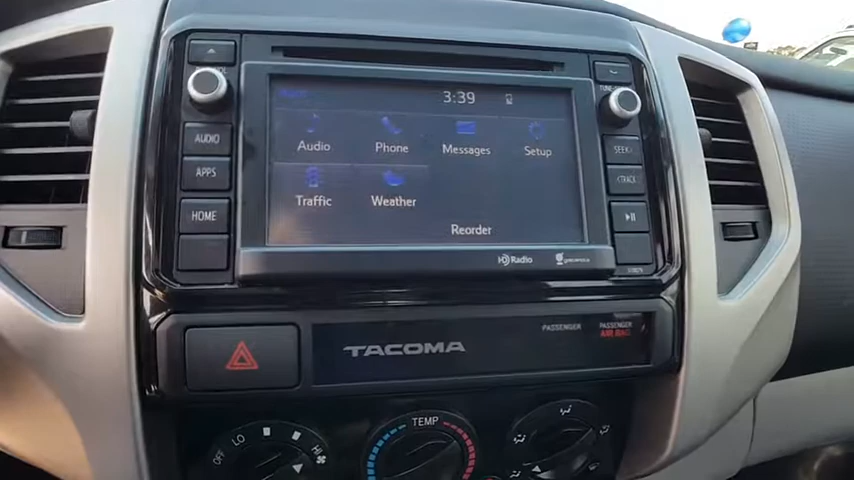 3:39
TUNE
AUDIO
APPS
HOME
Audio
Phone
Messages
Setup
Traffic
Weather
Reorder
SEEK
TRACK
HD Radio
TACOMA
PASSENGER
PASSENGER
AIR BAG
OFF
LO
HI
TEMP